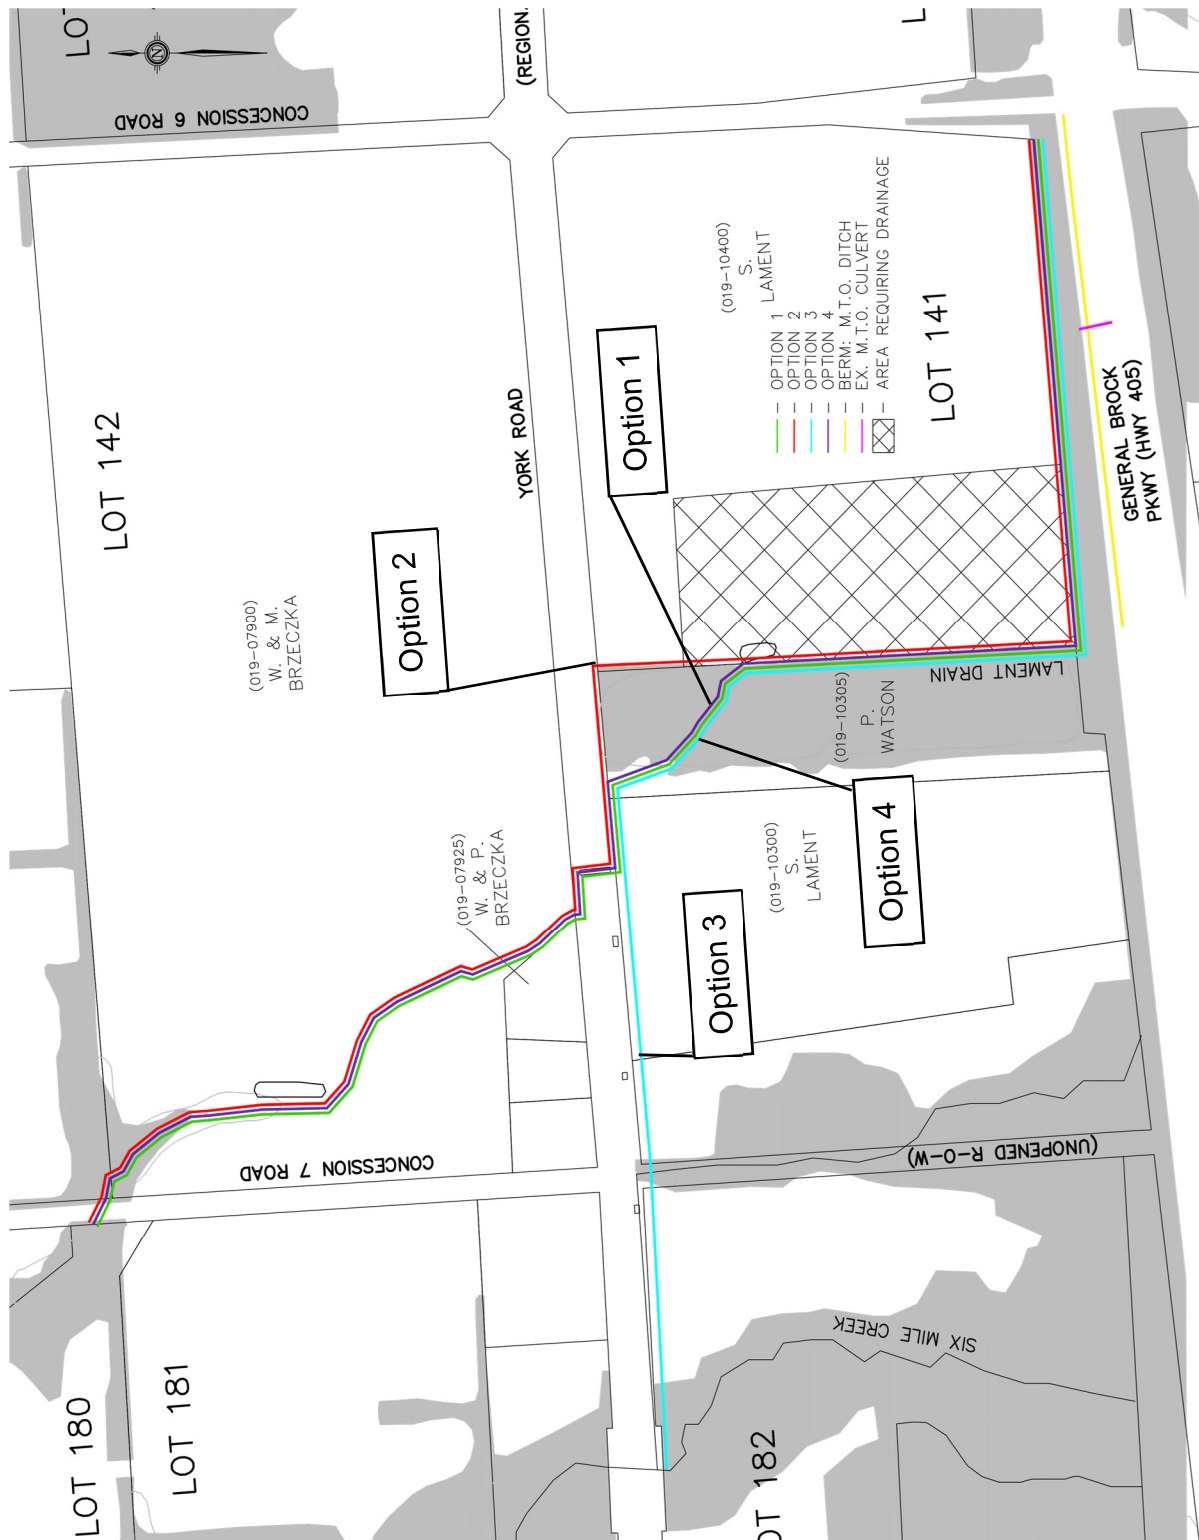 LOT
N
CONCESSION 6 ROAD
(REGION.
L
LOT 142
(019-07900)
W. & M.
BRZECZKA
YORK ROAD
Option 2
Option 1
(019-10400)
S.
LAMENT
— OPTION 1
— OPTION 2
— OPTION 3
— OPTION 4
— BERM: M.T.O. DITCH
— EX. M.T.O. CULVERT
— AREA REQUIRING DRAINAGE
LOT 141
GENERAL BROCK
PKWY (HWY 405)
LAMENT DRAIN
(019-10305)
P.
WATSON
(019-07925)
W. & P.
BRZECZKA
(019-10300)
S.
LAMENT
Option 4
Option 3
CONCESSION 7 ROAD
(UNOPENED R-O-W)
SIX MILE CREEK
LOT 180
LOT 181
OT 182